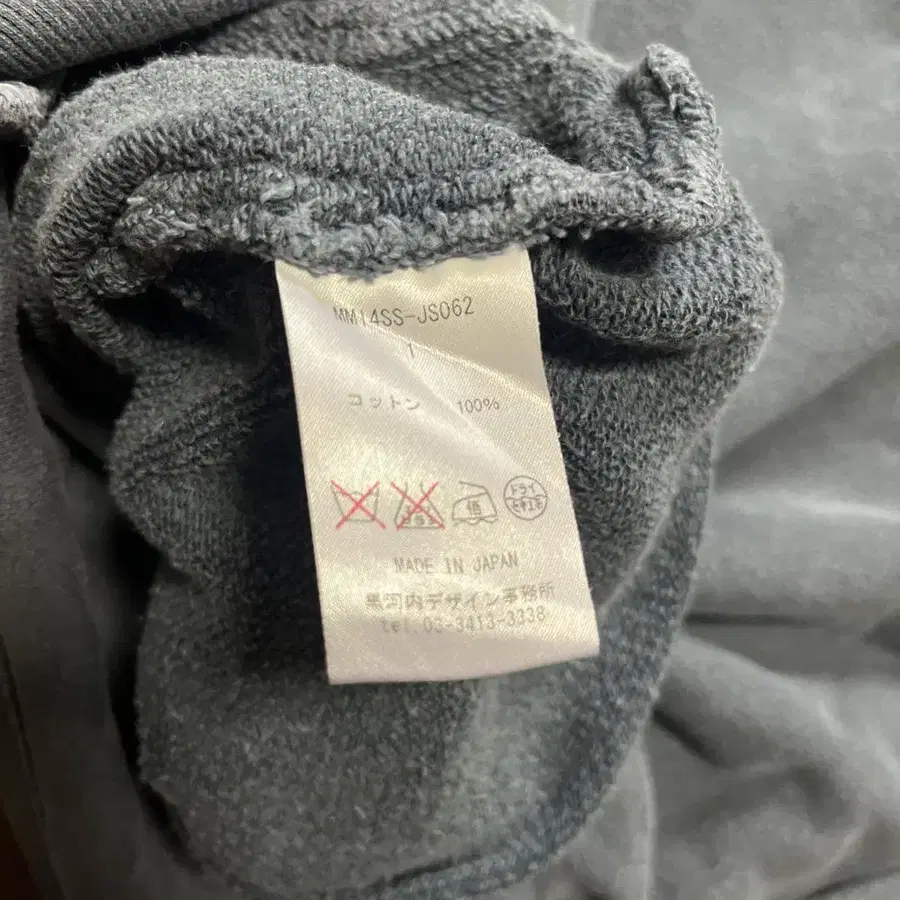 MM14SS-JS062
1
コットン 100%
低 ドライ
セキユ系
MADE IN JAPAN
黒河内デザイン事務所
tel.03-3413-3338